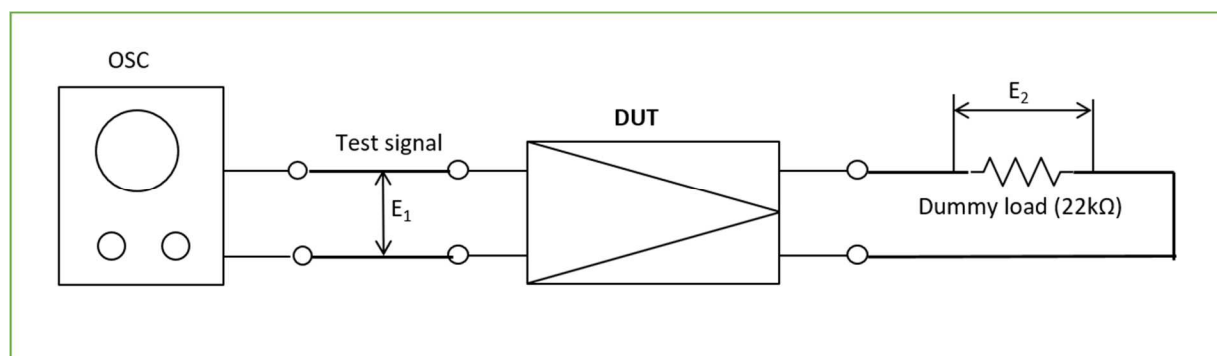 OSC
Test signal
E₁
DUT
E₂
Dummy load (22kΩ)